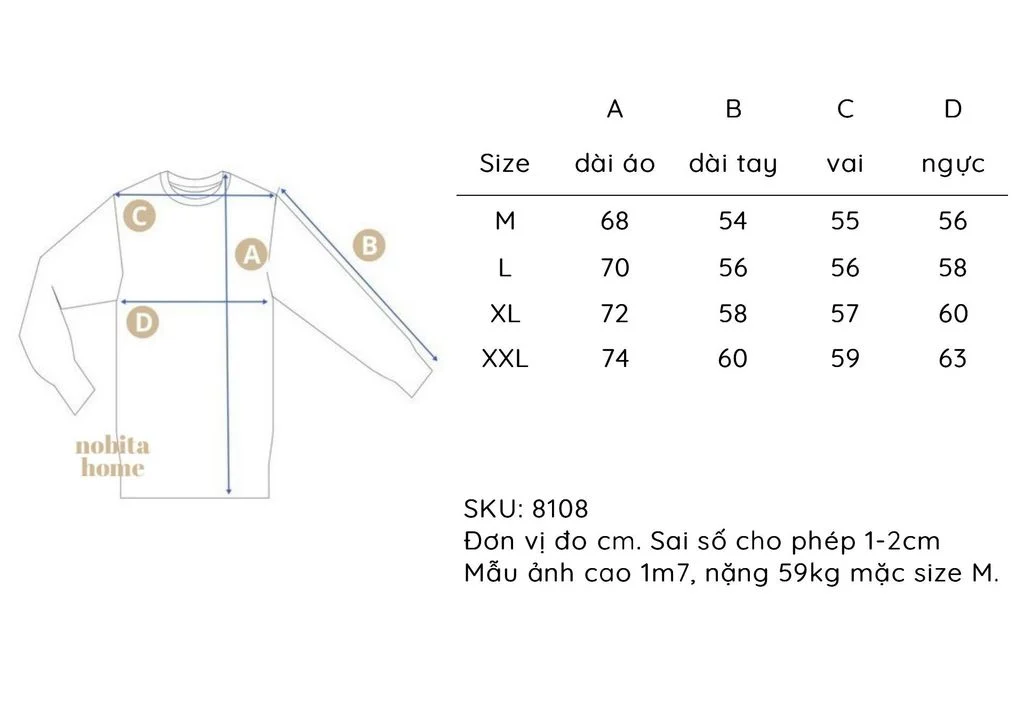 A B C D
Size dài áo dài tay vai ngực
M 68 54 55 56
L 70 56 56 58
XL 72 58 57 60
XXL 74 60 59 63
C
A
B
D
nobita
home
SKU: 8108
Đơn vị đo cm. Sai số cho phép 1-2cm
Mẫu ảnh cao 1m7, nặng 59kg mặc size M.